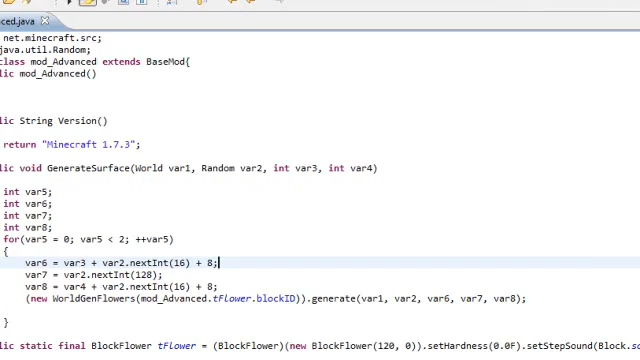 ced.java
net.minecraft.src;
java.util.Random;
class mod_Advanced extends BaseMod{
lic mod_Advanced()
lic String Version()
return "Minecraft 1.7.3";
lic void GenerateSurface(World var1, Random var2, int var3, int var4)
int var5;
int var6;
int var7;
int var8;
for(var5 = 0; var5 < 2; ++var5)
{
var6 = var3 + var2.nextInt(16) + 8;
var7 = var2.nextInt(128);
var8 = var4 + var2.nextInt(16) + 8;
(new WorldGenFlowers(mod_Advanced.tFlower.blockID)).generate(var1, var2, var6, var7, var8);
}
lic static final BlockFlower tFlower = (BlockFlower)(new BlockFlower(120, 0)).setHardness(0.0F).setStepSound(Block.so